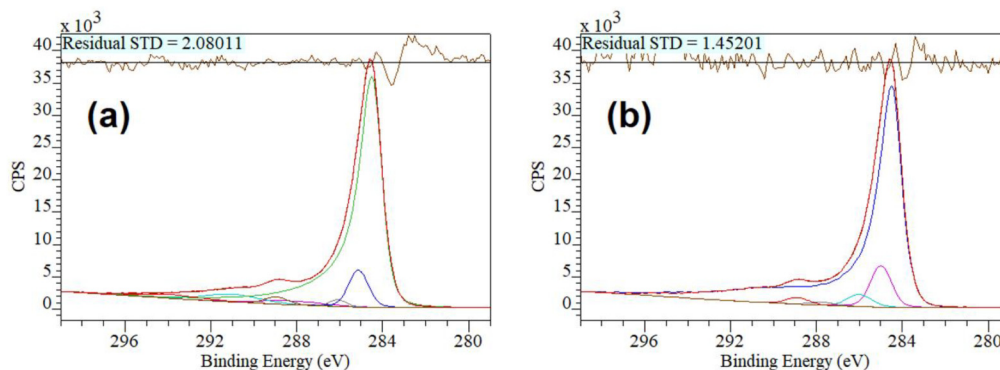 x 10³
Residual STD = 2.08011
(a)
40
35
30
25
20
15
10
5
0
CPS
296
292
288
284
280
Binding Energy (eV)
x 10³
Residual STD = 1.45201
(b)
40
35
30
25
20
15
10
5
0
CPS
296
292
288
284
280
Binding Energy (eV)